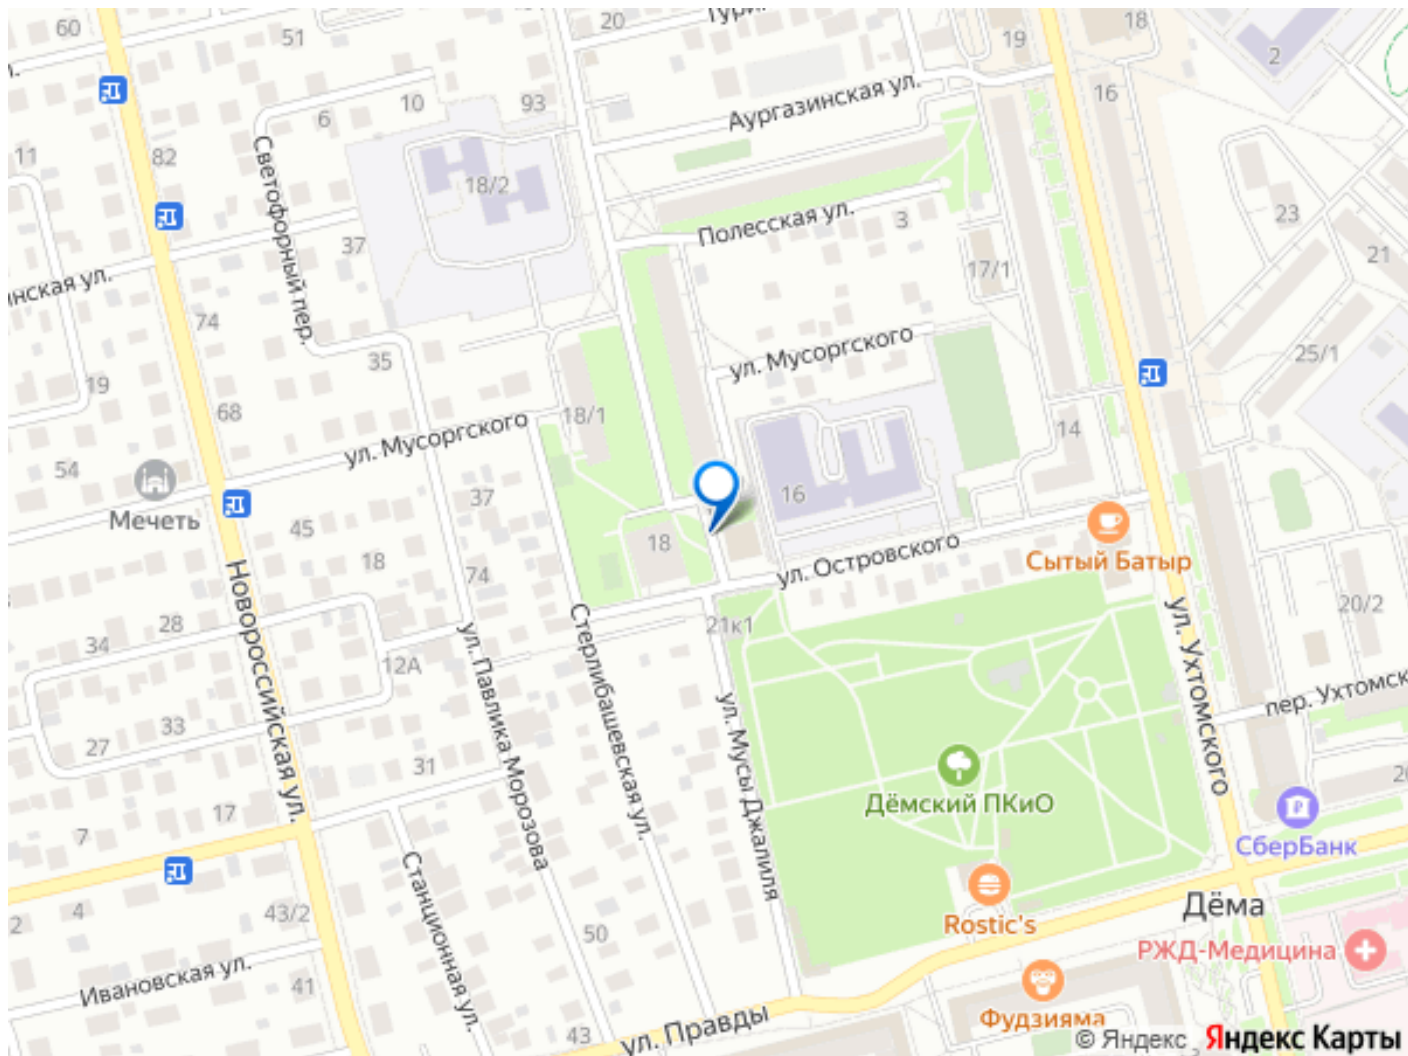 60
51
20
Тури
19
18
2
16
10
93
6
Аургазинская ул.
11
82
Светофорный пер.
18/2
37
Полесская ул.
3
23
21
нская ул.
17/1
74
35
ул. Мусоргского
25/1
19
68
18/1
ул. Мусоргского
14
54
Мечеть
37
16
45
18
18
ул. Островского
Сытый Батыр
74
20/2
28
34
12А
21к1
Новороссийская ул.
ул. Павлика Морозова
Стерлибашевская ул.
ул. Мусы Джалиля
ул. Ухтомского
пер. Ухтомск
33
27
31
Дёмский ПКиО
20
17
7
СберБанк
Станционная ул.
4
2
43/2
Rostic's
Дёма
50
РЖД-Медицина
Ивановская ул.
41
43
ул. Правды
Фудзияма
© Яндекс Яндекс Карты